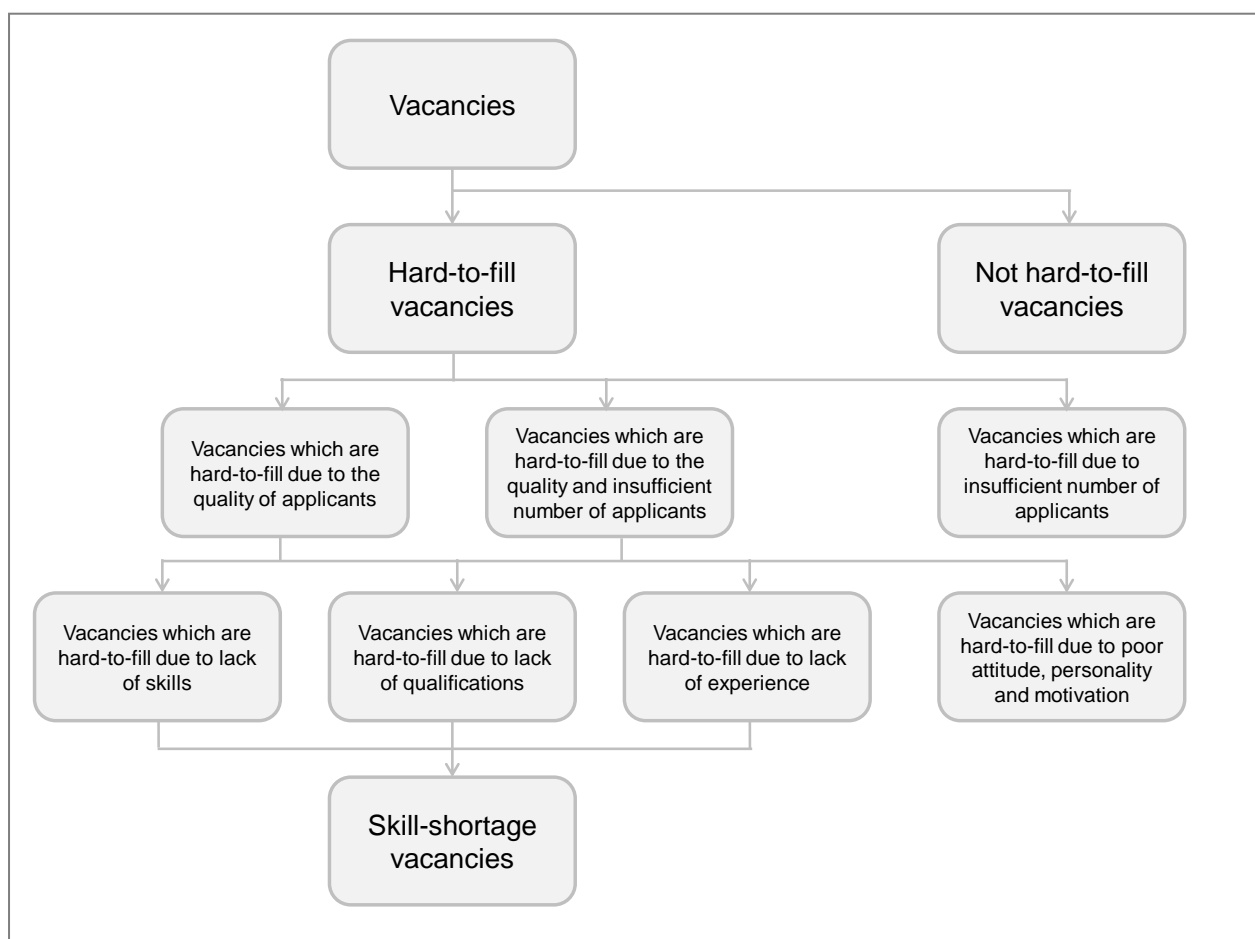 Vacancies
Hard-to-fill
vacancies
Not hard-to-fill
vacancies
Vacancies which are
hard-to-fill due to the
quality of applicants
Vacancies which are
hard-to-fill due to the
quality and insufficient
number of applicants
Vacancies which are
hard-to-fill due to
insufficient number of
applicants
Vacancies which are
hard-to-fill due to lack
of skills
Vacancies which are
hard-to-fill due to lack
of qualifications
Vacancies which are
hard-to-fill due to lack
of experience
Vacancies which are
hard-to-fill due to poor
attitude, personality
and motivation
Skill-shortage
vacancies